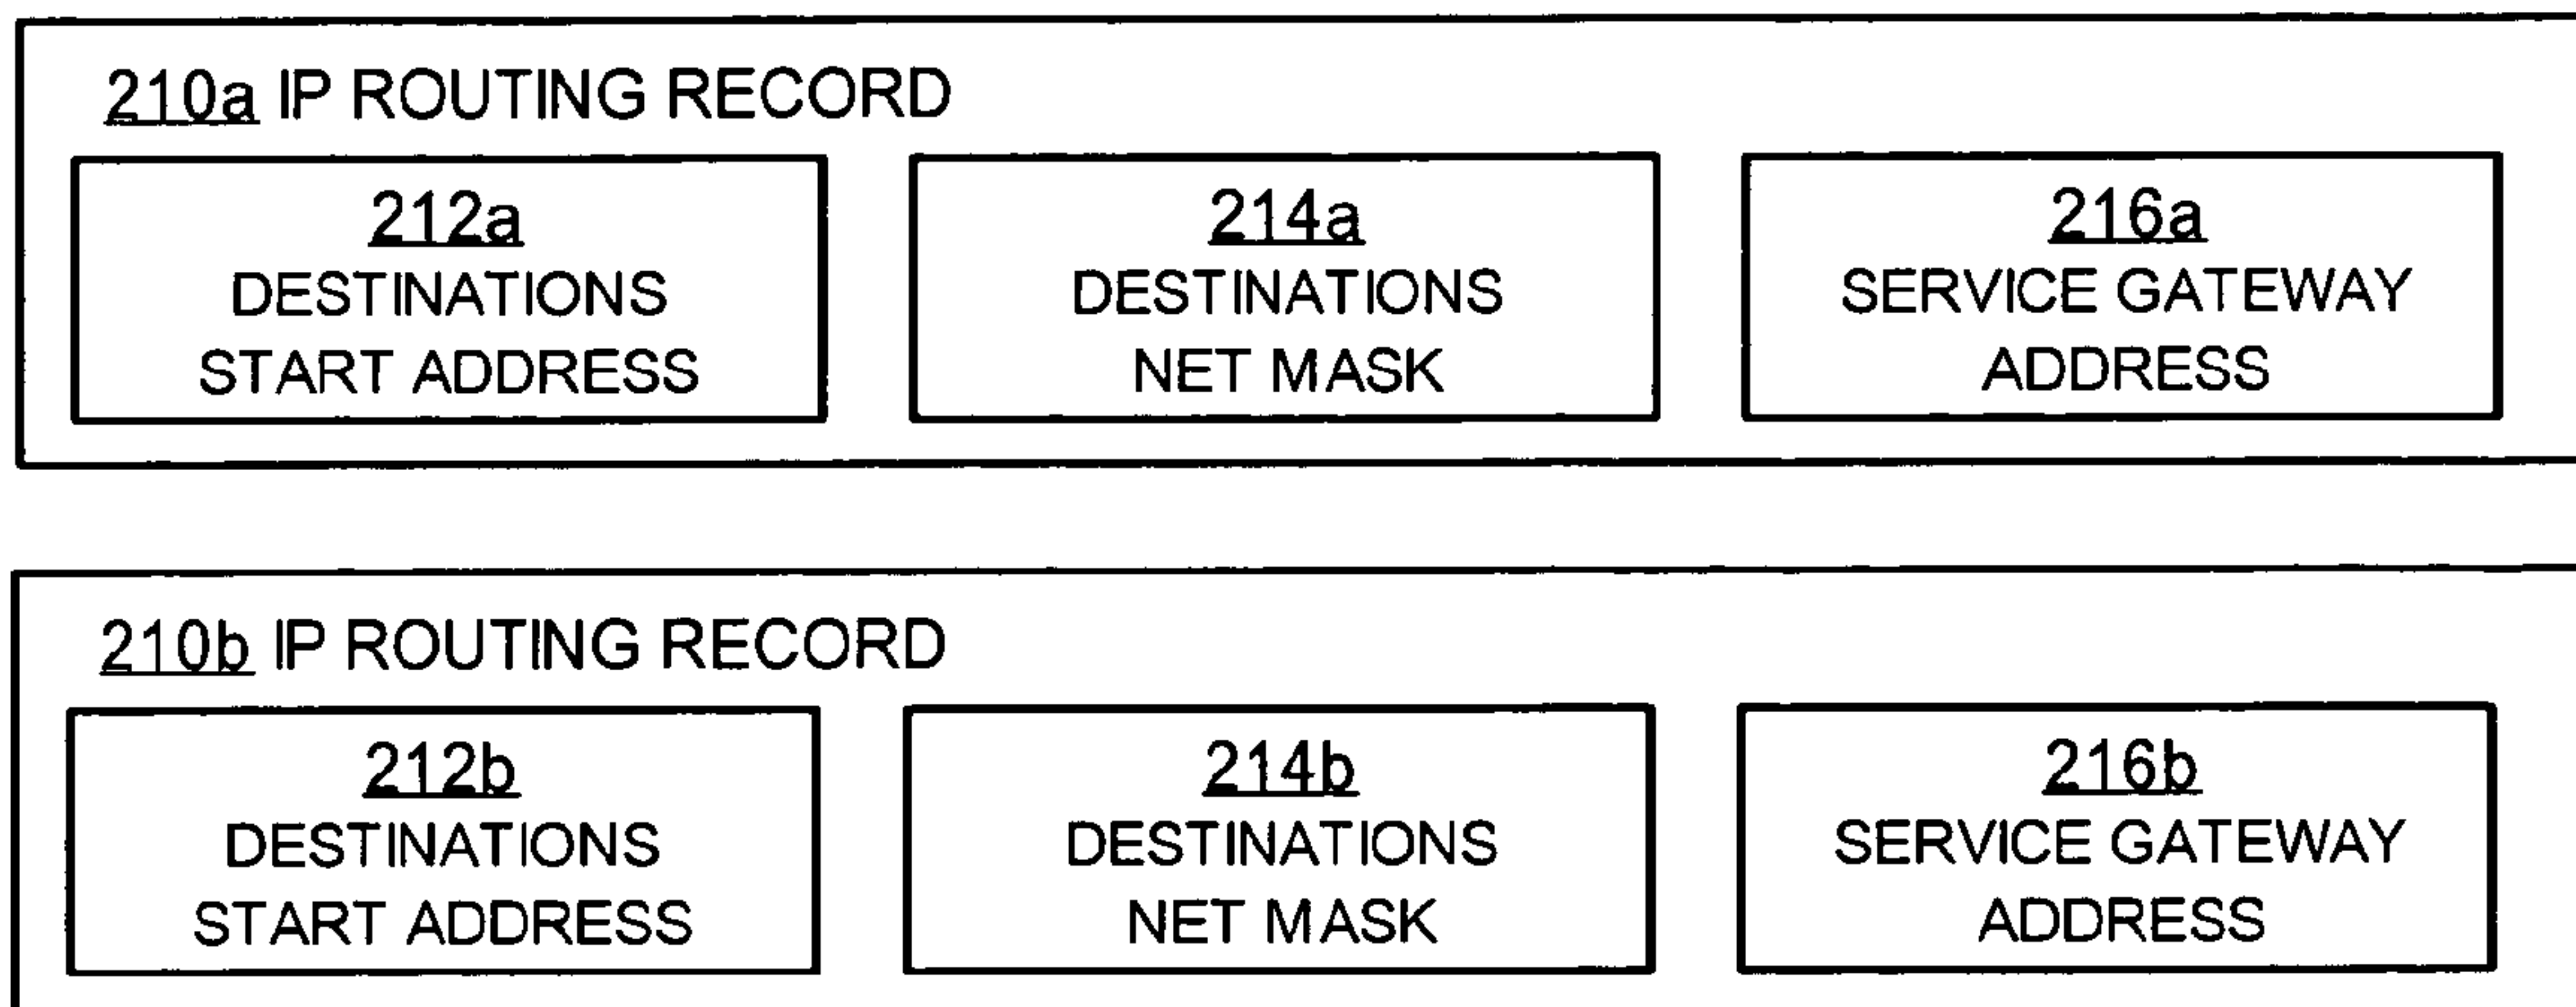 210a IP ROUTING RECORD
212a
DESTINATIONS
START ADDRESS
214a
DESTINATIONS
NET MASK
216a
SERVICE GATEWAY
ADDRESS
210b IP ROUTING RECORD
212b
DESTINATIONS
START ADDRESS
214b
DESTINATIONS
NET MASK
216b
SERVICE GATEWAY
ADDRESS